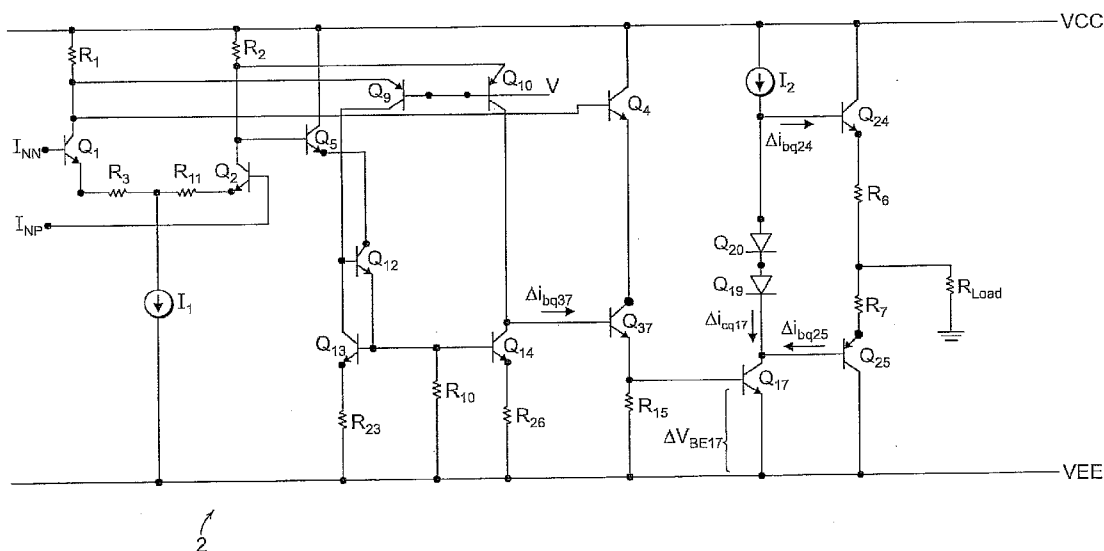 VCC
R1
R2
I2
Q9
Q10
V
Q4
Q24
Q5
INN
Q1
Δibq24
R3
R11
Q2
R6
INP
Q20
Q12
Q19
RLoad
I1
Δibq37
Δicq17
R7
Q37
Δibq25
Q13
Q14
Q17
Q25
R10
R15
R23
R26
ΔVBE17
VEE
2